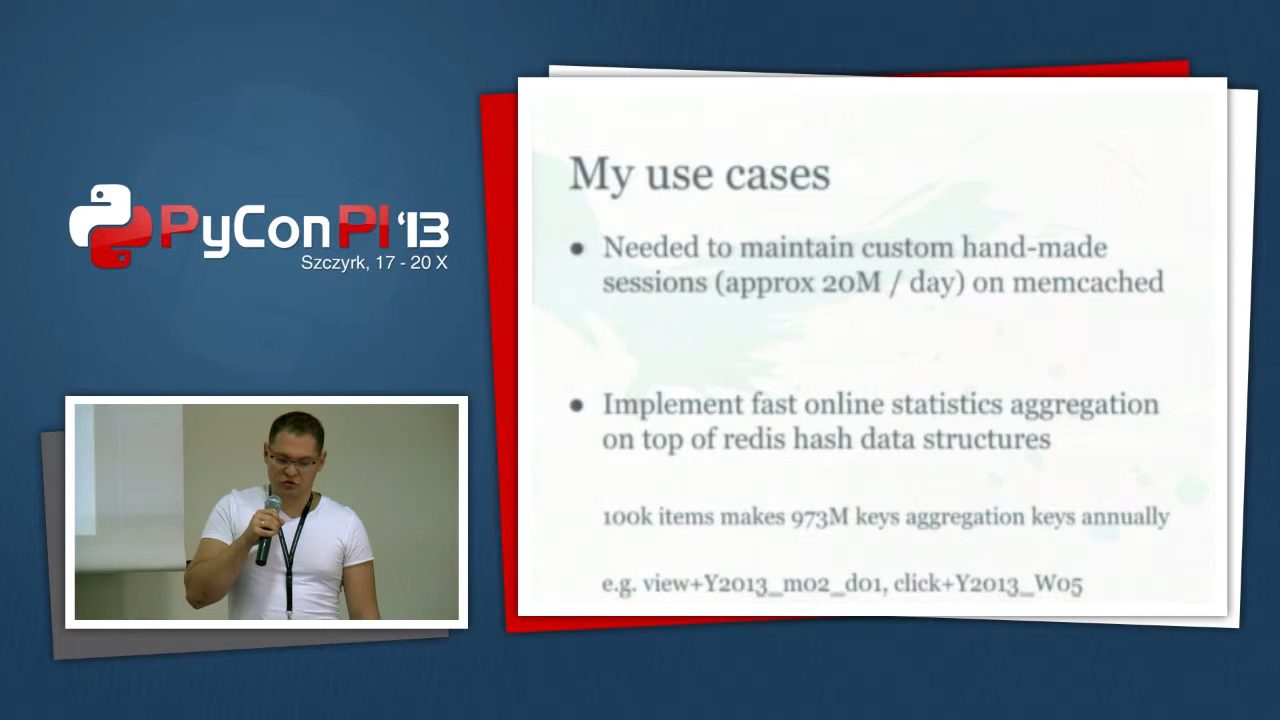 PyConPl '13
Szczyrk, 17 - 20 X
My use cases
● Needed to maintain custom hand-made
sessions (approx 20M / day) on memcached
● Implement fast online statistics aggregation
on top of redis hash data structures
100k items makes 973M keys aggregation keys annually
e.g. view+Y2013_m02_d01, click+Y2013_W05